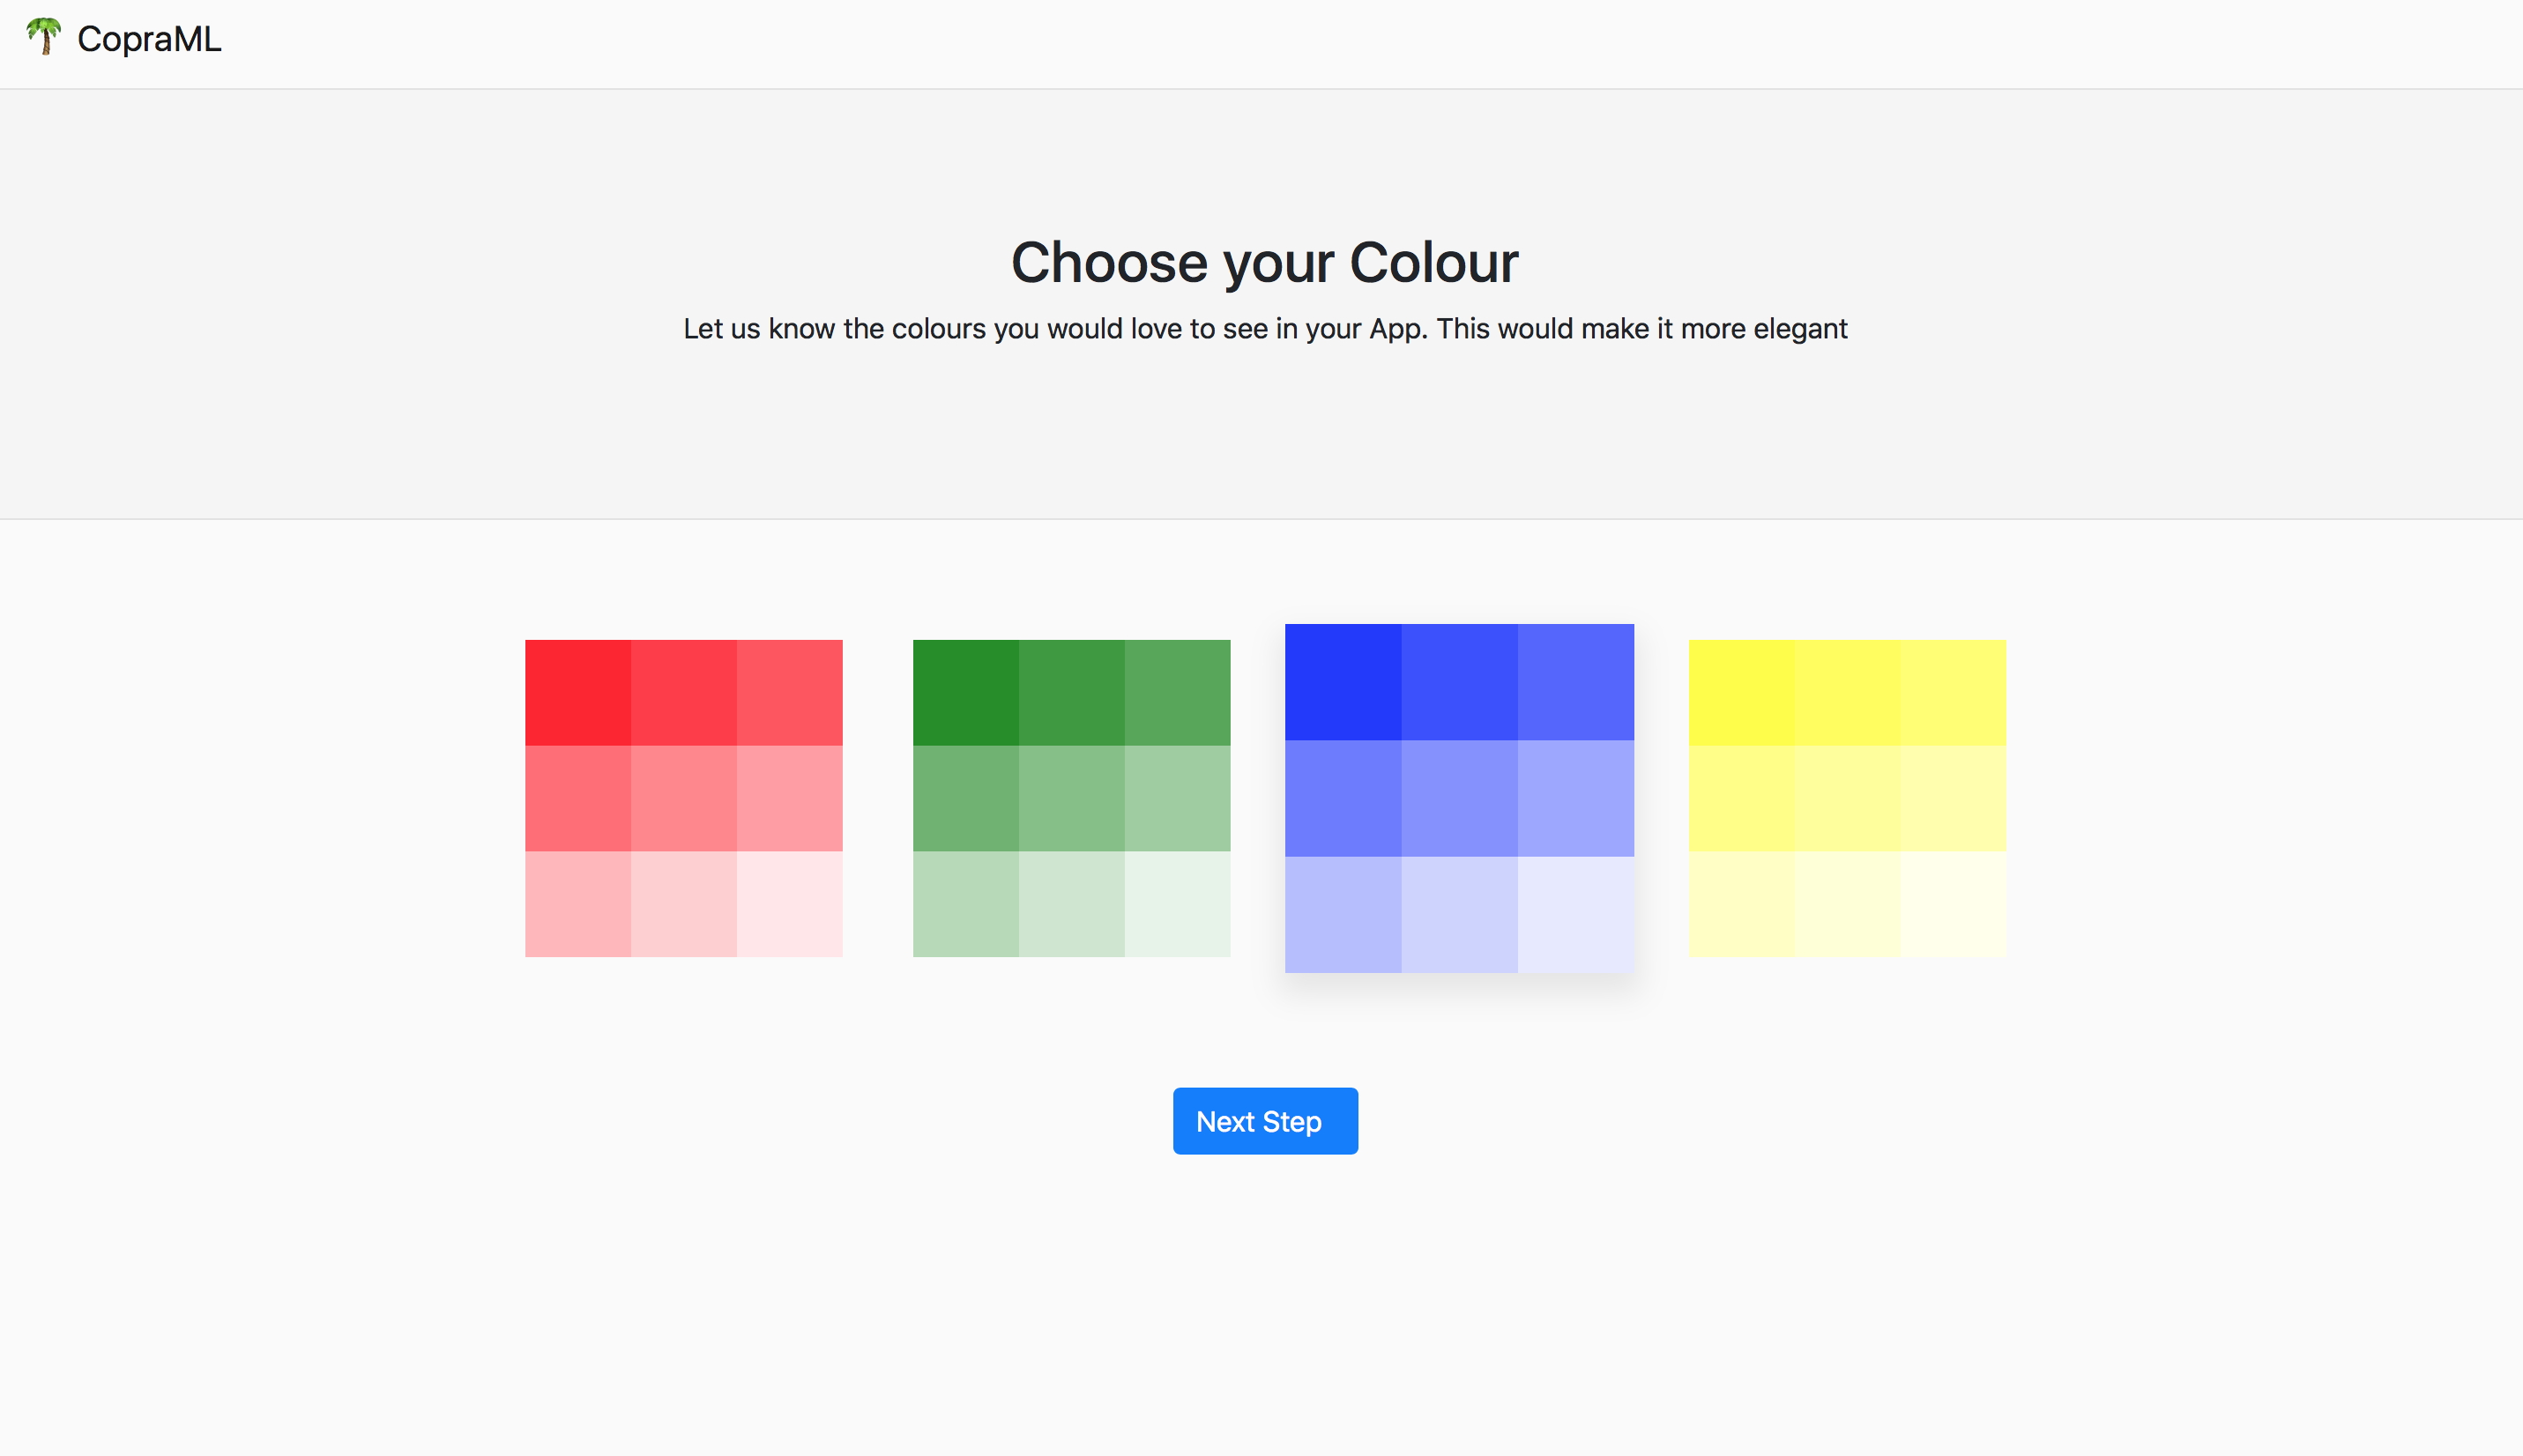 CopraML
Choose your Colour
Let us know the colours you would love to see in your App. This would make it more elegant
Next Step